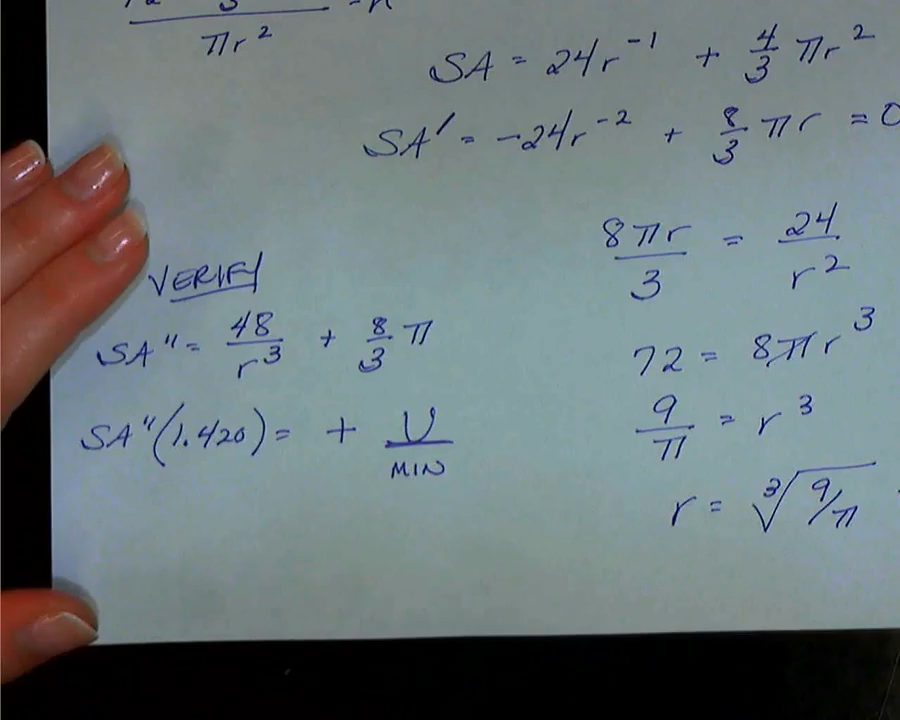 πr²
SA = 24r⁻¹ + 4/3 πr²
SA' = -24r⁻² + 8/3 πr = 0
8πr/3 = 24/r²
VERIFY
SA" = 48/r³ + 8/3 π
72 = 8πr³
SA"(1.420) = + U/MIN
9/π = r³
r = ∛(9/π)